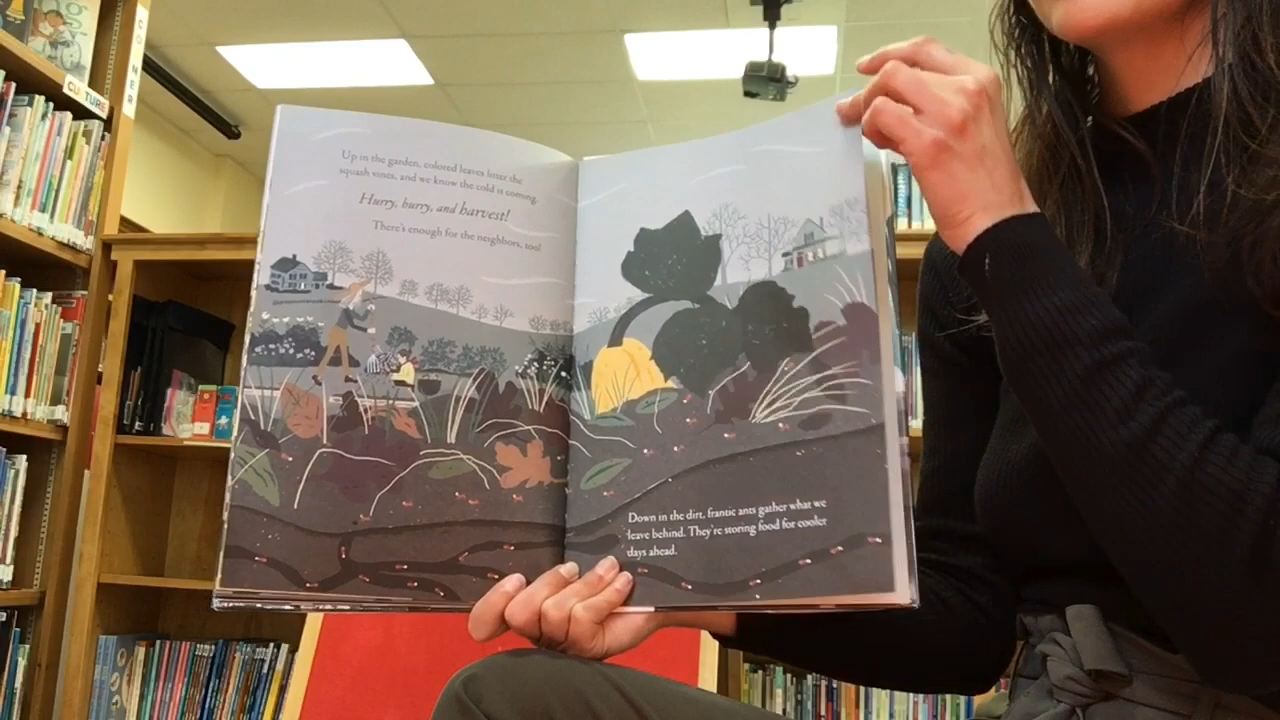 get
CORNER
CULTURE
Up in the garden, colored leaves litter the
squash vines, and we know the cold is coming.
Hurry, hurry, and harvest!
There's enough for the neighbors, too!
Down in the dirt, frantic ants gather what we
leave behind. They're storing food for cooler
days ahead.